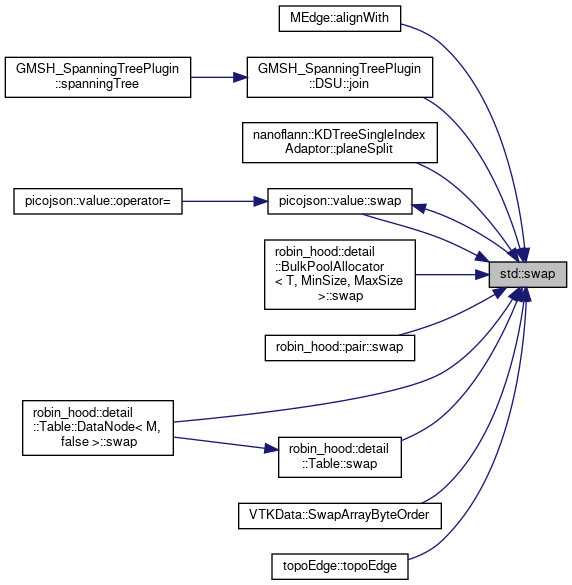 MEdge::alignWith
GMSH_SpanningTreePlugin
::spanningTree
GMSH_SpanningTreePlugin
::DSU::join
nanoflann::KDTreeSingleIndex
Adaptor::planeSplit
picojson::value::operator=
picojson::value::swap
robin_hood::detail
::BulkPoolAllocator
< T, MinSize, MaxSize
>::swap
std::swap
robin_hood::pair::swap
robin_hood::detail
::Table::DataNode< M,
false >::swap
robin_hood::detail
::Table::swap
VTKData::SwapArrayByteOrder
topoEdge::topoEdge